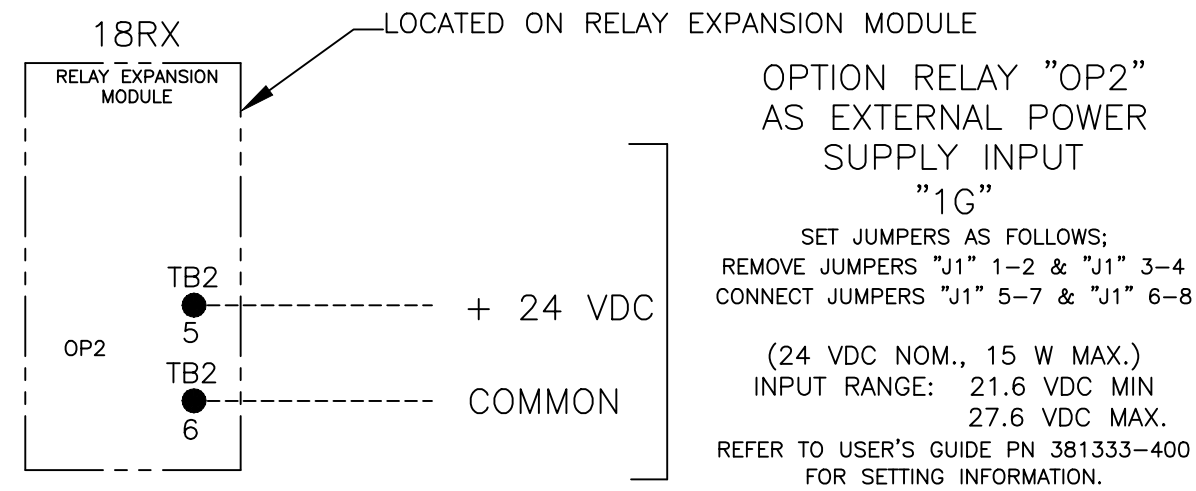 18RX
LOCATED ON RELAY EXPANSION MODULE
RELAY EXPANSION
MODULE
TB2
5
OP2
TB2
6
+ 24 VDC
COMMON
OPTION RELAY "OP2"
AS EXTERNAL POWER
SUPPLY INPUT
"1G"
SET JUMPERS AS FOLLOWS;
REMOVE JUMPERS "J1" 1-2 & "J1" 3-4
CONNECT JUMPERS "J1" 5-7 & "J1" 6-8
(24 VDC NOM., 15 W MAX.)
INPUT RANGE: 21.6 VDC MIN
27.6 VDC MAX.
REFER TO USER'S GUIDE PN 381333-400
FOR SETTING INFORMATION.